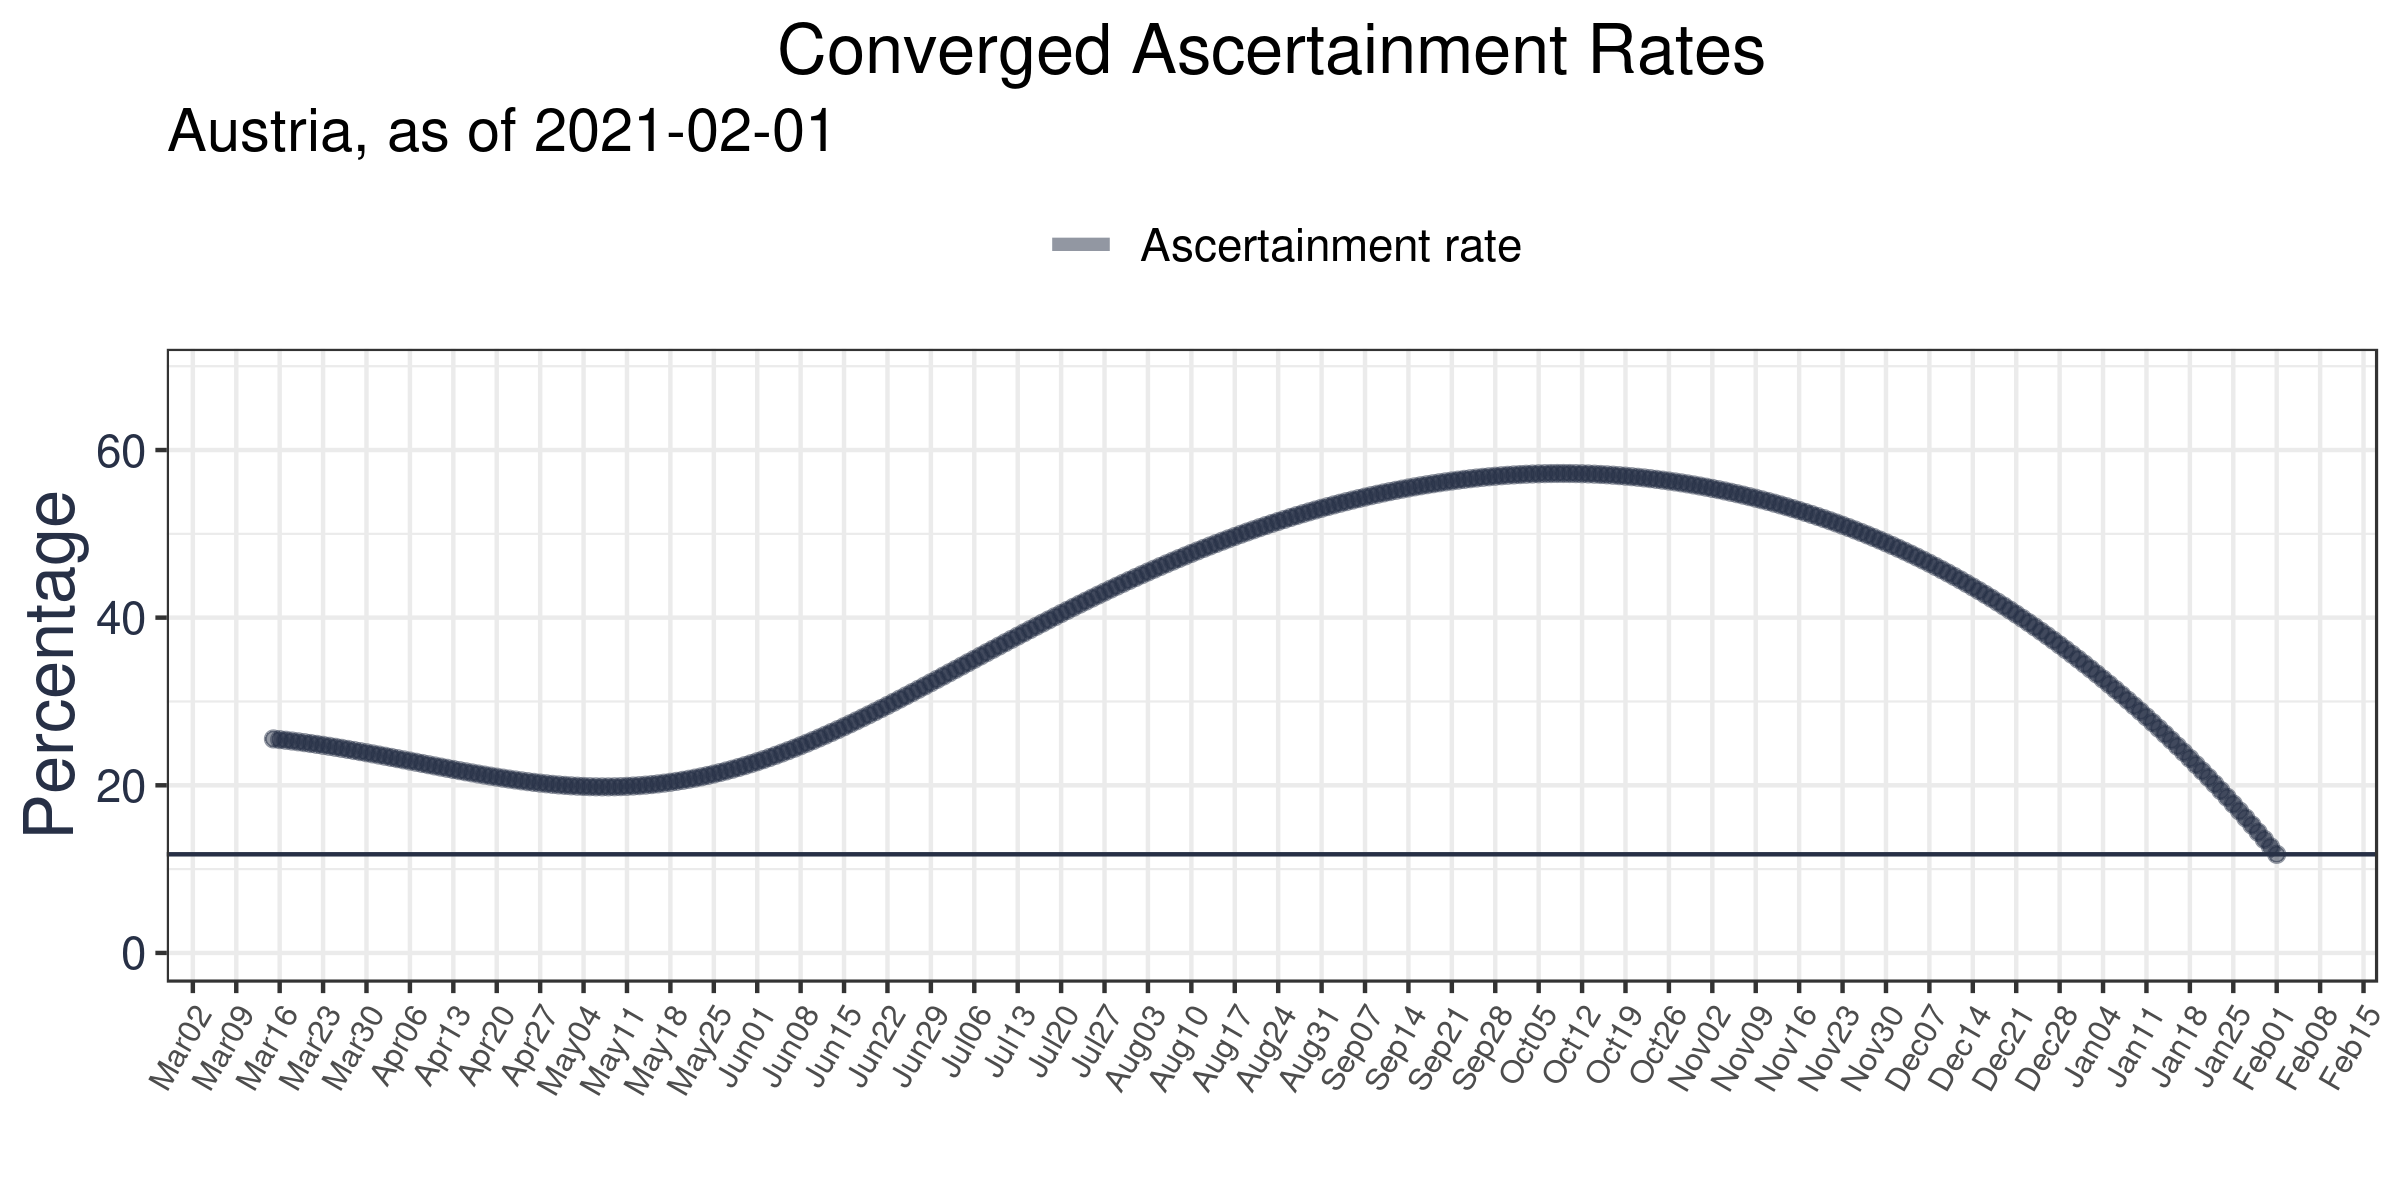 Converged Ascertainment Rates
Austria, as of 2021-02-01
Ascertainment rate
Percentage
60
40
20
0
Mar02
Mar09
Mar16
Mar23
Mar30
Apr06
Apr13
Apr20
Apr27
May04
May11
May18
May25
Jun01
Jun08
Jun15
Jun22
Jun29
Jul06
Jul13
Jul20
Jul27
Aug03
Aug10
Aug17
Aug24
Aug31
Sep07
Sep14
Sep21
Sep28
Oct05
Oct12
Oct19
Oct26
Nov02
Nov09
Nov16
Nov23
Nov30
Dec07
Dec14
Dec21
Dec28
Jan04
Jan11
Jan18
Jan25
Feb01
Feb08
Feb15